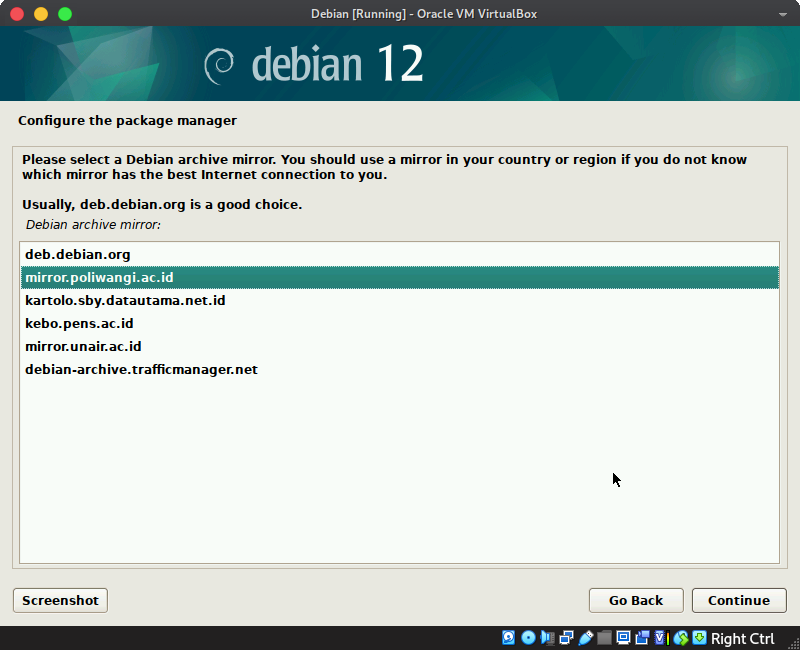 Debian [Running] - Oracle VM VirtualBox
debian 12
Configure the package manager
Please select a Debian archive mirror. You should use a mirror in your country or region if you do not know
which mirror has the best Internet connection to you.
Usually, deb.debian.org is a good choice.
Debian archive mirror:
deb.debian.org
mirror.poliwangi.ac.id
kartolo.sby.datautama.net.id
kebo.pens.ac.id
mirror.unair.ac.id
debian-archive.trafficmanager.net
Screenshot
Go Back
Continue
Right Ctrl